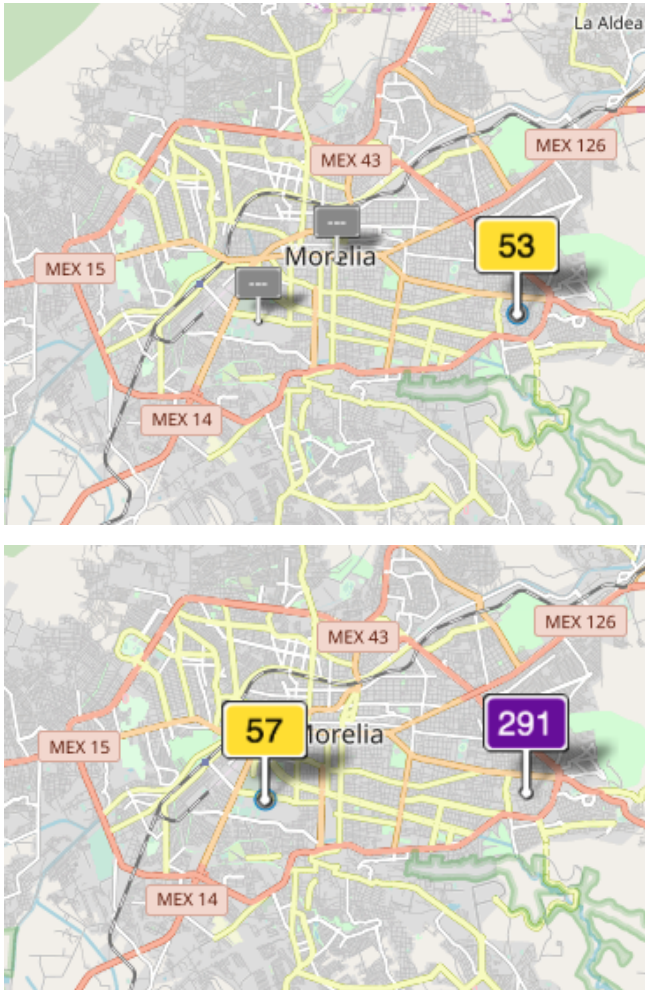 La Aldea
MEX 43
MEX 126
---
53
Morelia
MEX 15
---
MEX 14
MEX 126
MEX 43
291
57
Morelia
MEX 15
MEX 14